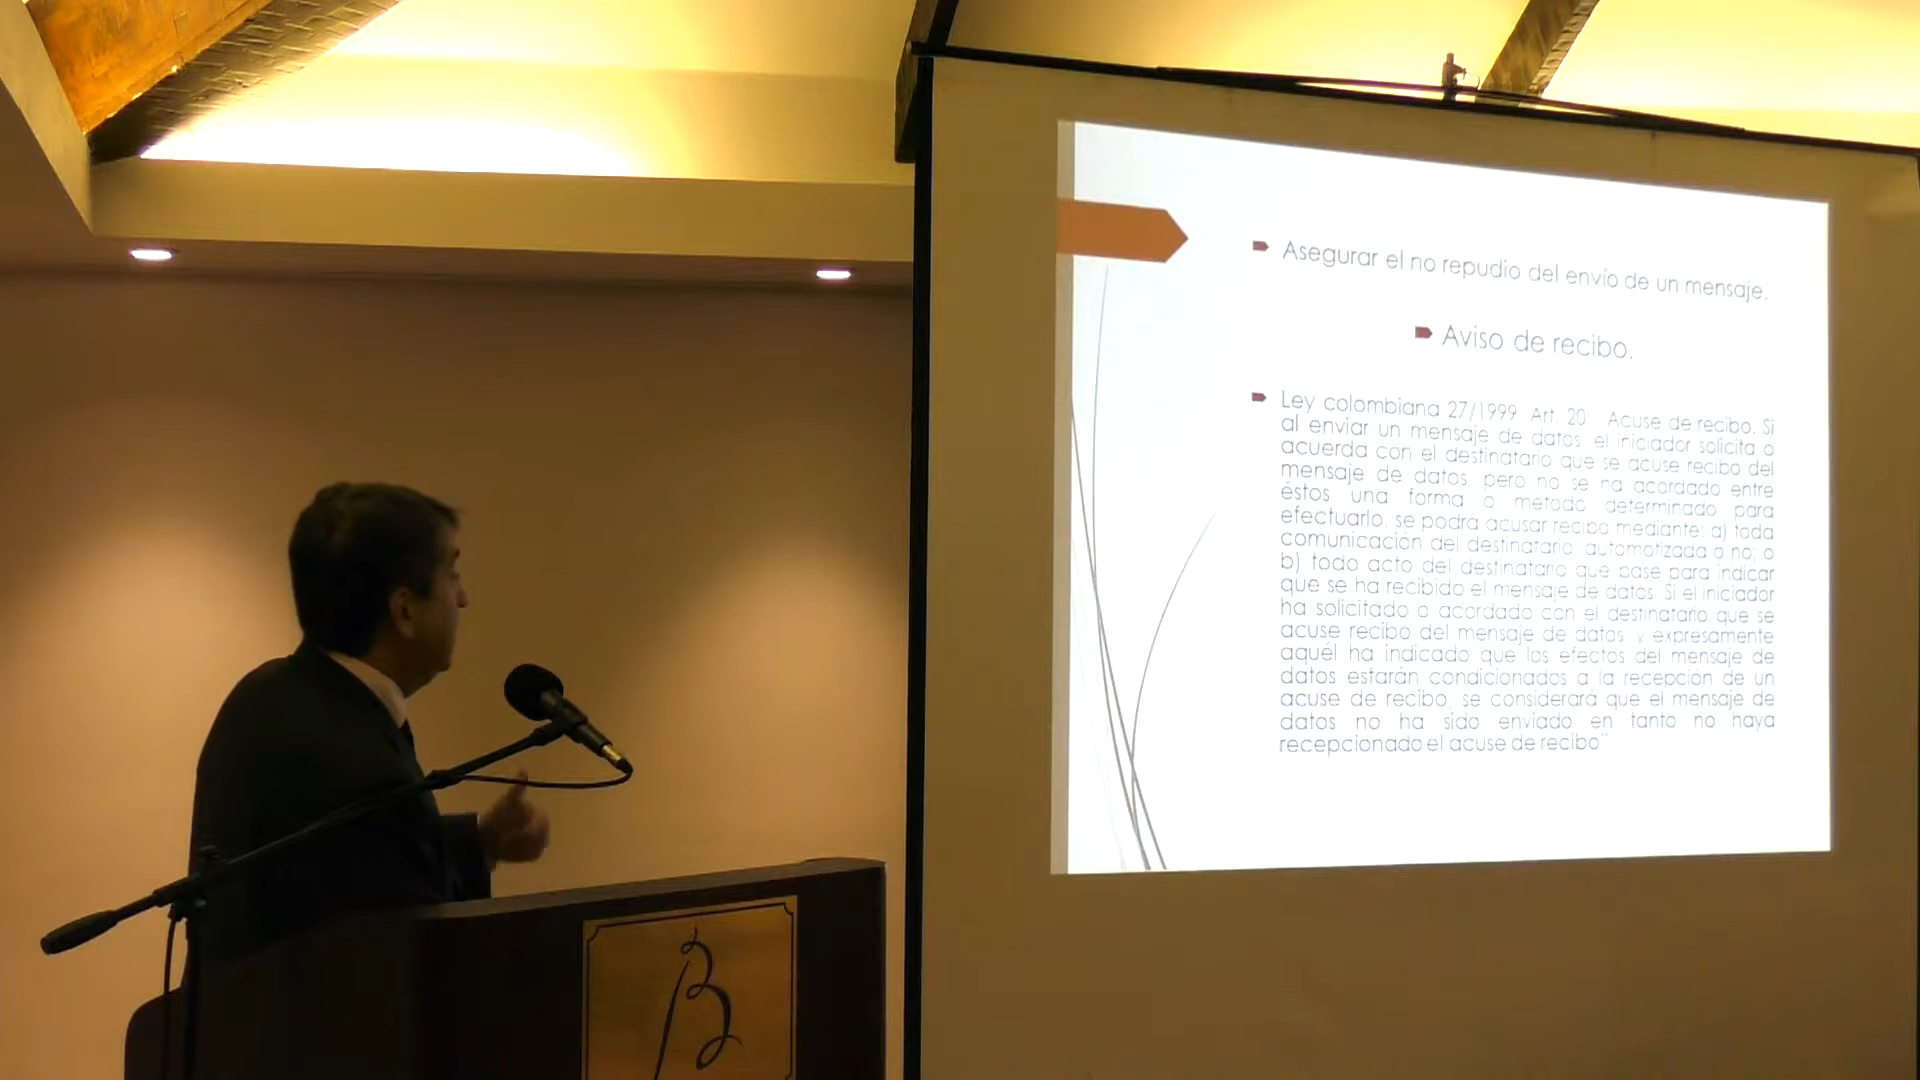 Asegurar el no repudio del envío de un mensaje.
Aviso de recibo.
Ley colombiana 27/1999 Art. 20: Acuse de recibo. Si
al enviar un mensaje de datos, el iniciador solicita o
acuerda con el destinatario que se acuse recibo del
mensaje de datos, pero no se ha acordado entre
éstos una forma o metodo determinado para
efectuarlo, se podra acusar recibo mediante: a) toda
comunicación del destinatario, automotizada o no; o
b) todo acto del destinatario que base para indicar
que se ha recibido el mensaje de datos. Si el iniciador
ha solicitado o acordado con el destinatario que se
acuse recibo del mensaje de datos, y expresamente
aquél ha indicado que los efectos del mensaje de
datos estarán condicionados a la recepción de un
acuse de recibo, se considerará que el mensaje de
datos no ha sido enviado en tanto no haya
recepcionado el acuse de recibo"
B